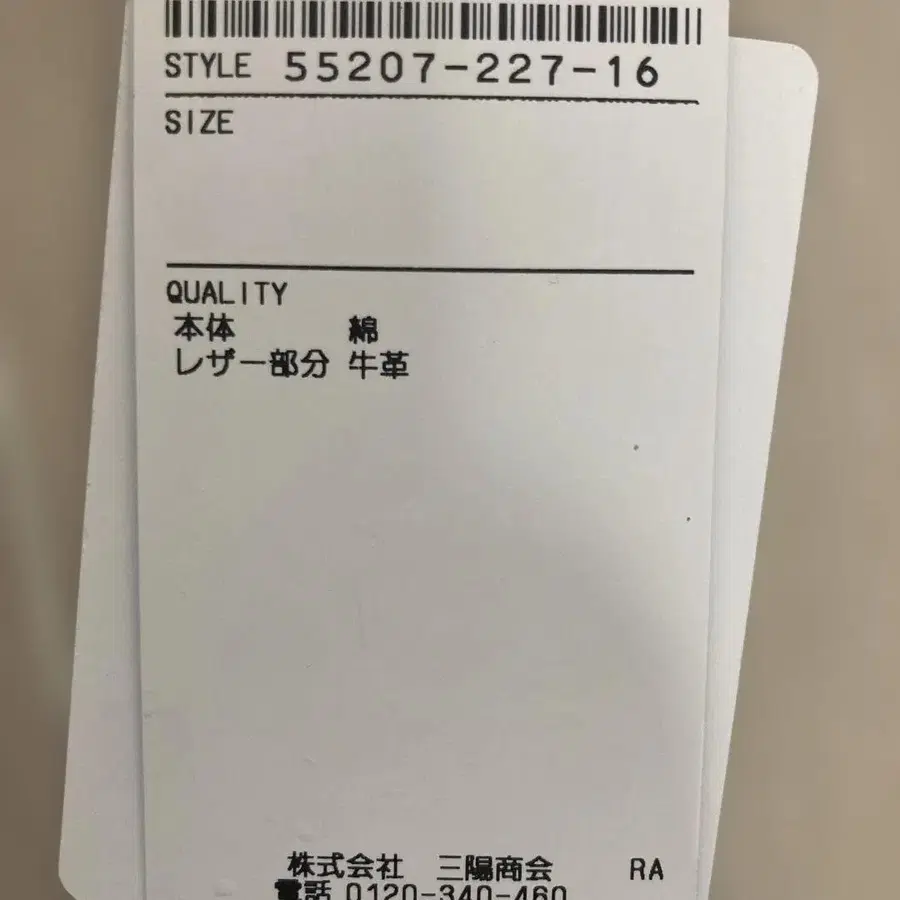 STYLE 55207-227-16
SIZE
QUALITY
本体 綿
レザー部分 牛革
株式会社 三陽商会 RA
電話 0120-340-460